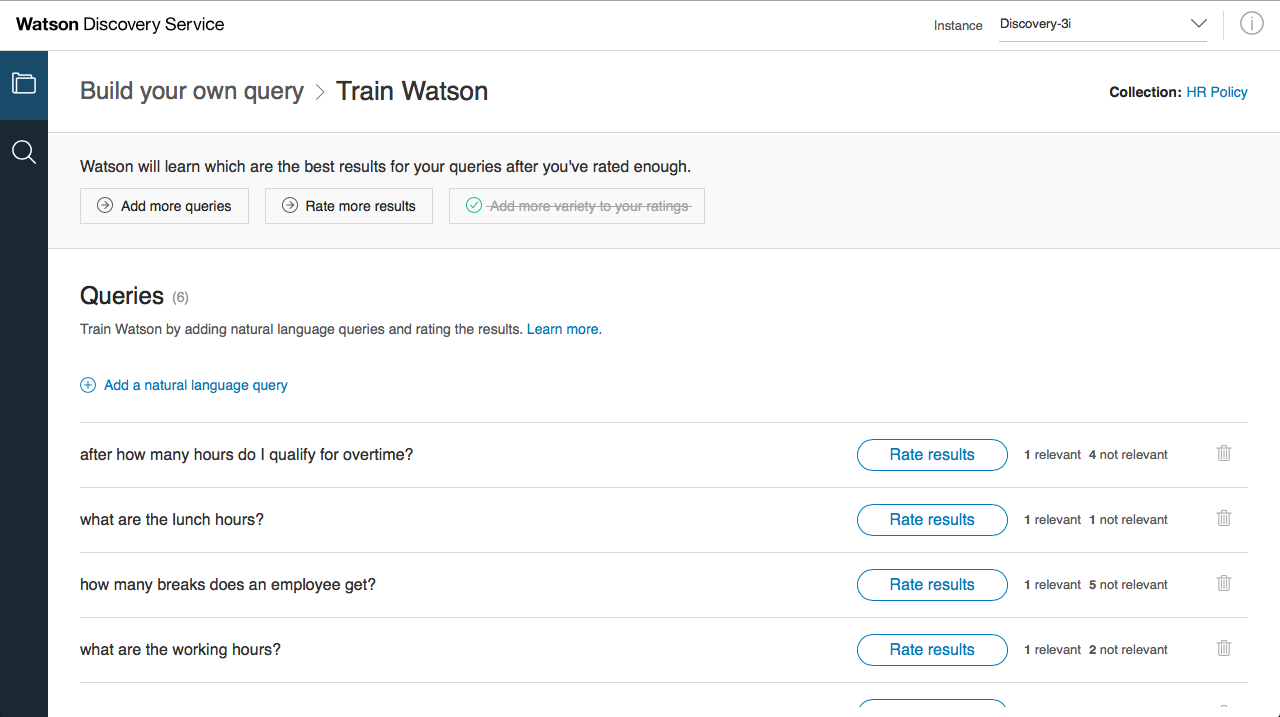 Watson Discovery Service
Instance Discovery-3i
Build your own query > Train Watson
Collection: HR Policy
Watson will learn which are the best results for your queries after you've rated enough.
Add more queries
Rate more results
Add more variety to your ratings
Queries (6)
Train Watson by adding natural language queries and rating the results. Learn more.
Add a natural language query
after how many hours do I qualify for overtime? Rate results 1 relevant 4 not relevant
what are the lunch hours? Rate results 1 relevant 1 not relevant
how many breaks does an employee get? Rate results 1 relevant 5 not relevant
what are the working hours? Rate results 1 relevant 2 not relevant